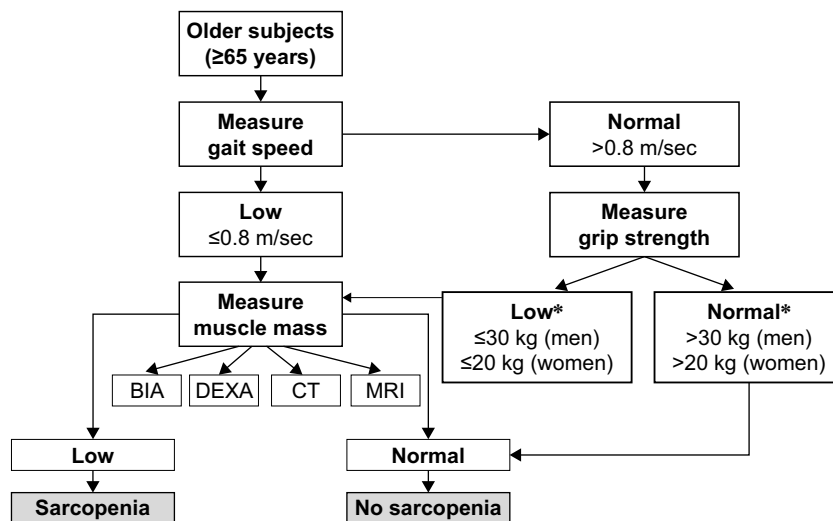 Older subjects
(≥65 years)
Measure
gait speed
Normal
>0.8 m/sec
Low
≤0.8 m/sec
Measure
grip strength
Measure
muscle mass
Low*
≤30 kg (men)
≤20 kg (women)
Normal*
>30 kg (men)
>20 kg (women)
BIA
DEXA
CT
MRI
Low
Normal
Sarcopenia
No sarcopenia